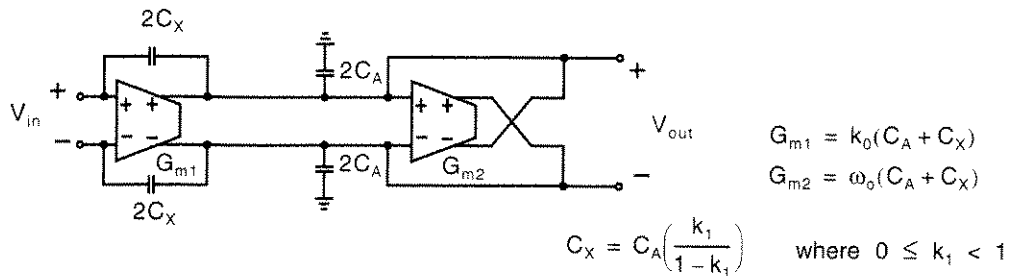 2C_X
+
V_in
−
+ +
− −
G_m1
2C_X
2C_A
2C_A
+ +
− −
G_m2
+
V_out
−
G_m1 = k_0(C_A + C_X)
G_m2 = ω_o(C_A + C_X)
C_X = C_A(k_1 / (1 − k_1)) where 0 ≤ k_1 < 1